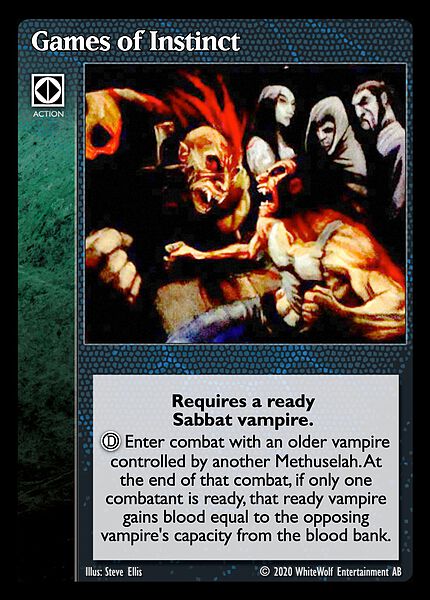 Games of Instinct
ACTION
Requires a ready
Sabbat vampire.
D Enter combat with an older vampire
controlled by another Methuselah. At
the end of that combat, if only one
combatant is ready, that ready vampire
gains blood equal to the opposing
vampire's capacity from the blood bank.
Illus: Steve Ellis
© 2020 WhiteWolf Entertainment AB